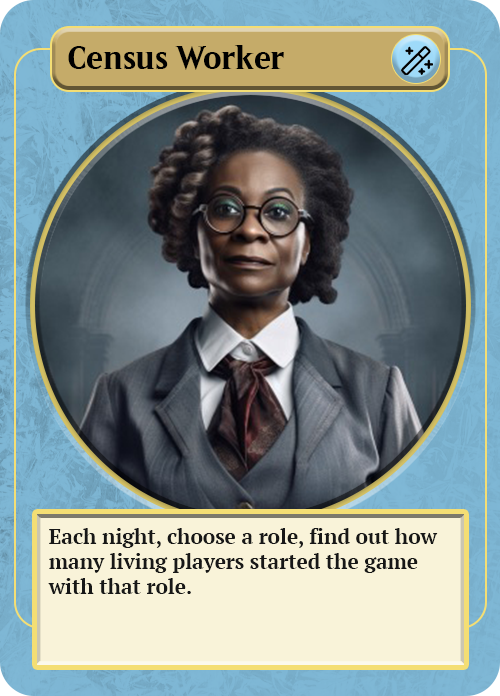 Census Worker
Each night, choose a role, find out how
many living players started the game
with that role.